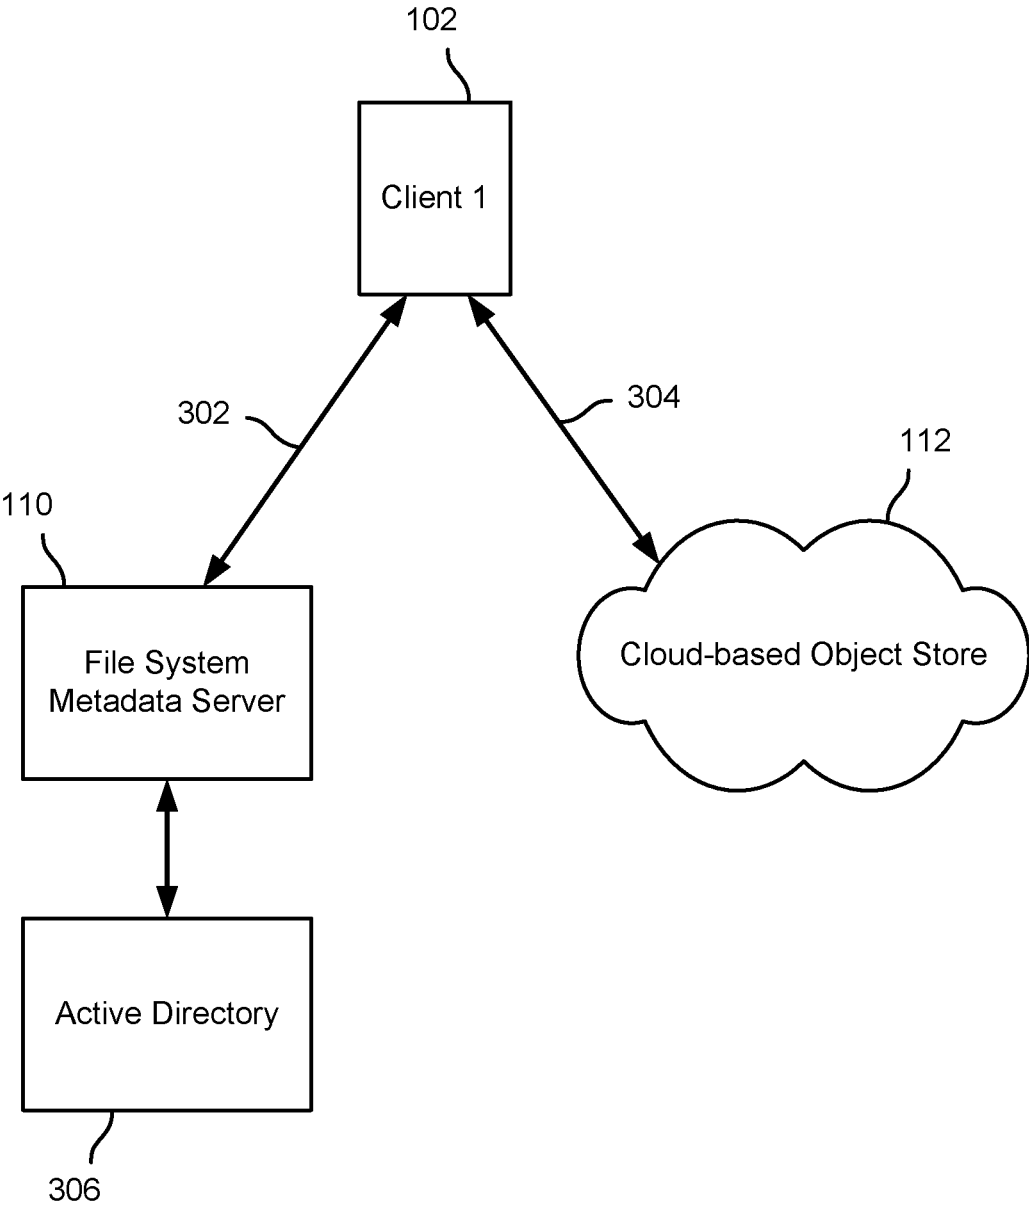 102
Client 1
302
304
112
110
File System
Metadata Server
Cloud-based Object Store
Active Directory
306